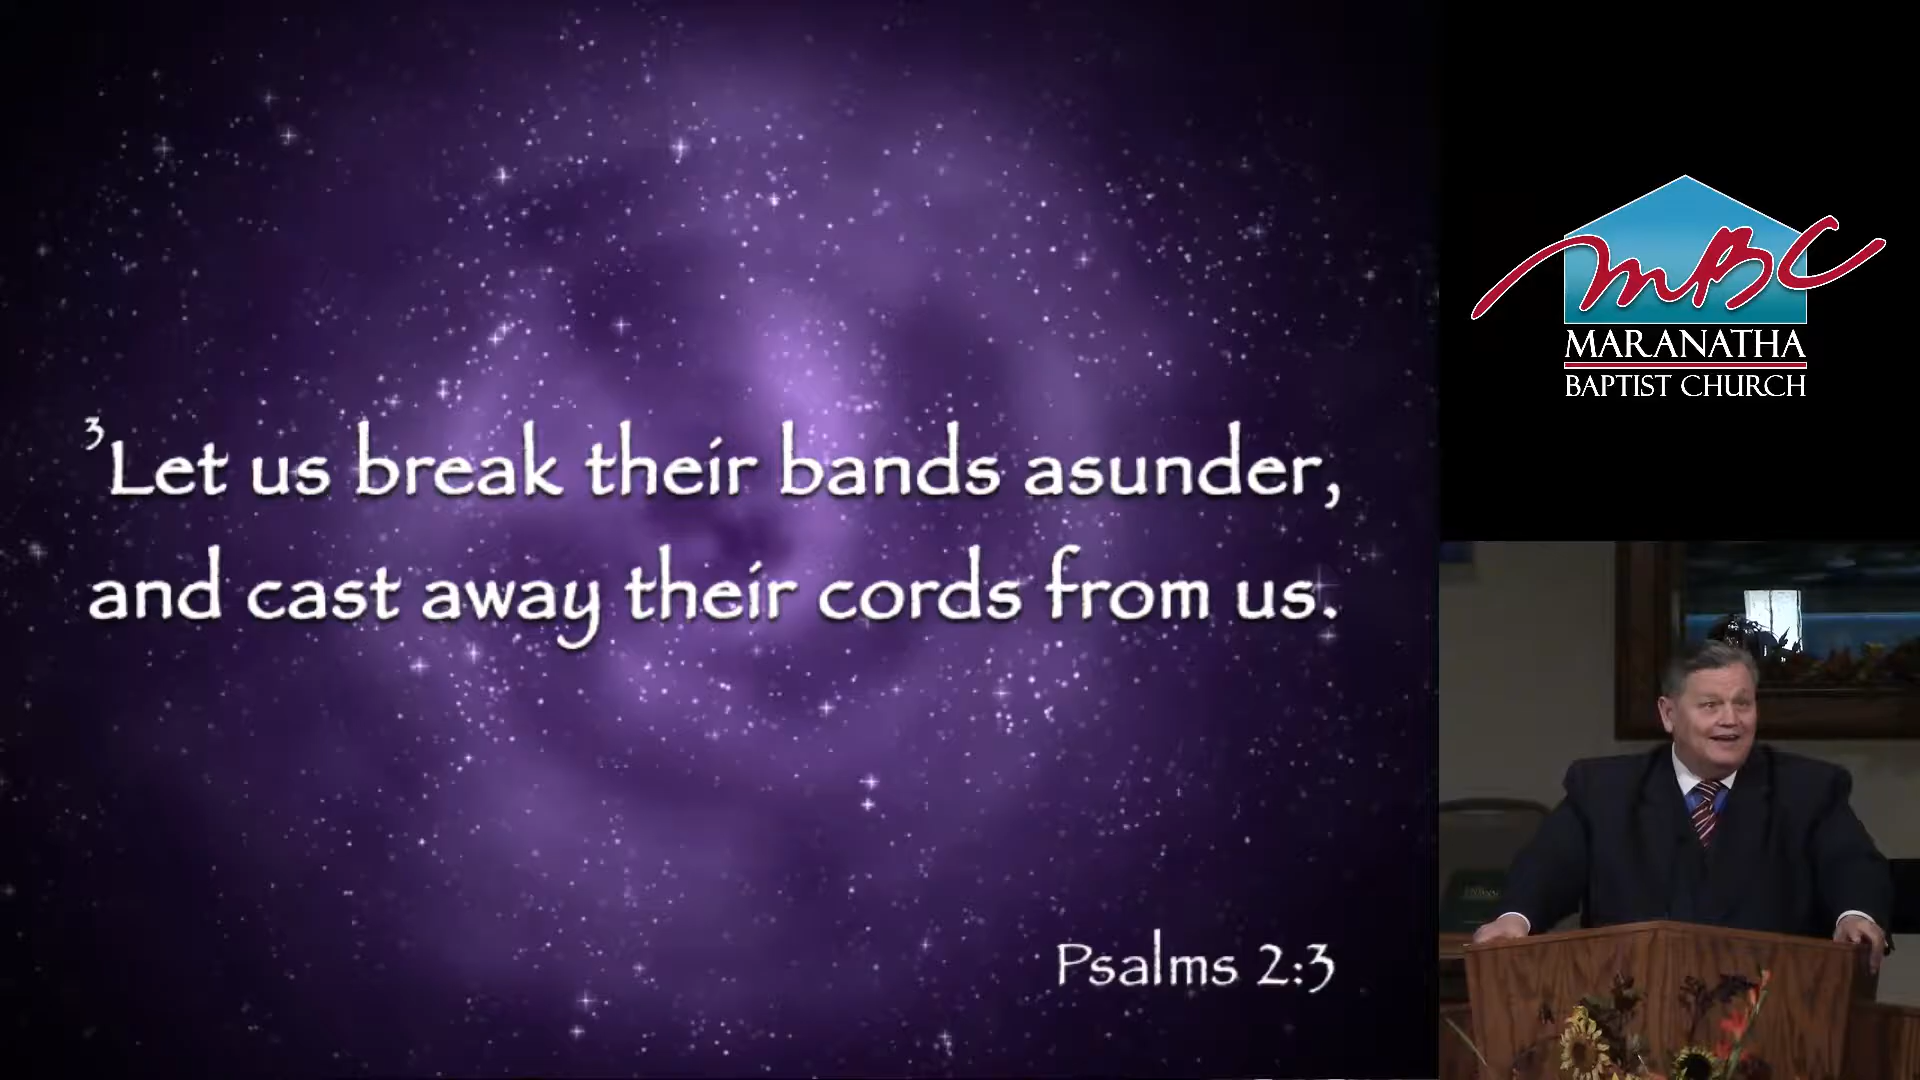 ³Let us break their bands asunder,
and cast away their cords from us.
Psalms 2:3
MBC
MARANATHA
BAPTIST CHURCH